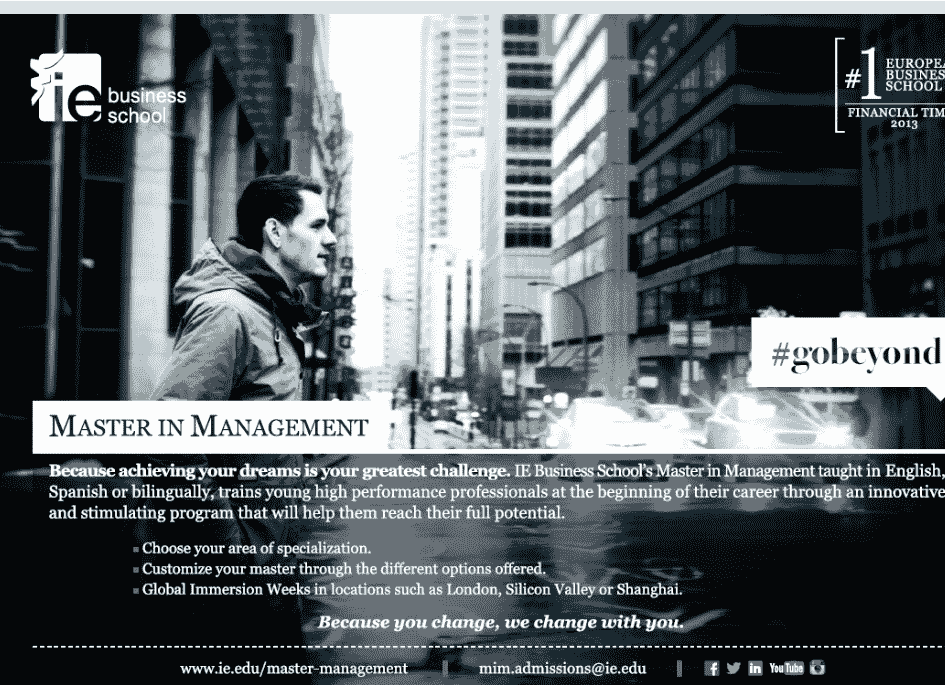 ie business
school
#1 EUROPEA
BUSINES
SCHOOL
FINANCIAL TIM
2013
#gobeyond
MASTER IN MANAGEMENT
Because achieving your dreams is your greatest challenge. IE Business School's Master in Management taught in English,
Spanish or bilingually, trains young high performance professionals at the beginning of their career through an innovative
and stimulating program that will help them reach their full potential.
Choose your area of specialization.
Customize your master through the different options offered.
Global Immersion Weeks in locations such as London, Silicon Valley or Shanghai.
Because you change, we change with you.
www.ie.edu/master-management | mim.admissions@ie.edu | f in YouTube